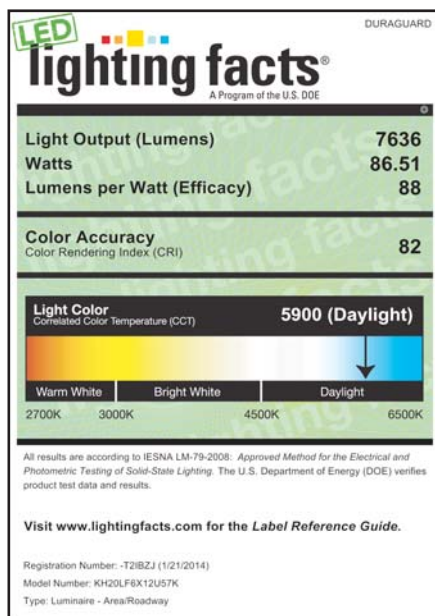 DURAGUARD
LED
lighting facts®
A Program of the U.S. DOE
Light Output (Lumens) 7636
Watts 86.51
Lumens per Watt (Efficacy) 88
Color Accuracy
Color Rendering Index (CRI) 82
Light Color
Correlated Color Temperature (CCT) 5900 (Daylight)
Warm White Bright White Daylight
2700K 3000K 4500K 6500K
All results are according to IESNA LM-79-2008: Approved Method for the Electrical and
Photometric Testing of Solid-State Lighting. The U.S. Department of Energy (DOE) verifies
product test data and results.
Visit www.lightingfacts.com for the Label Reference Guide.
Registration Number: -T2IBZJ (1/21/2014)
Model Number: KH20LF6X12U57K
Type: Luminaire - Area/Roadway